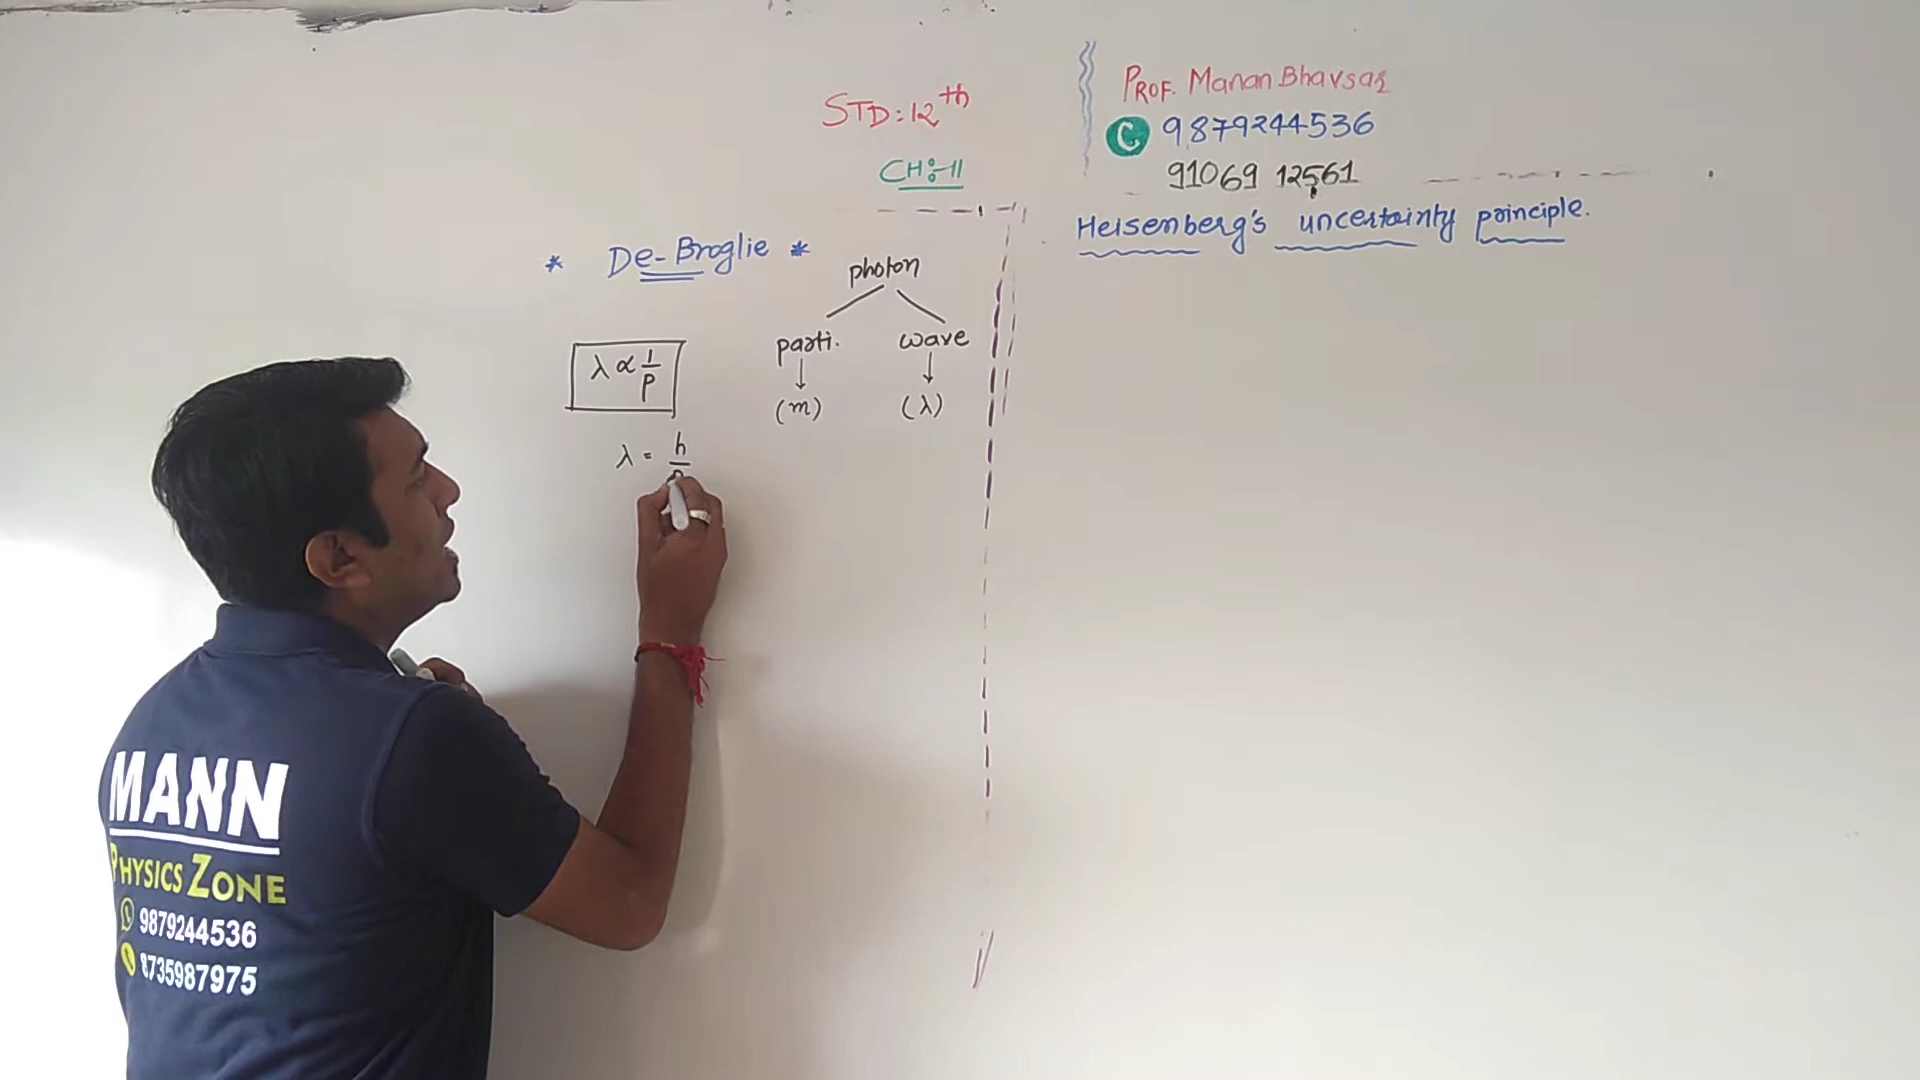 STD: 12th
CH:-11
PROF. Manan Bhavsar
9879244536
91069 12561
* De-Broglie *
photon
parti. wave
(m) (λ)
λ ∝ 1/p
λ = h/p
Heisenberg's uncertainty principle.
MANN
PHYSICS ZONE
9879244536
8735987975